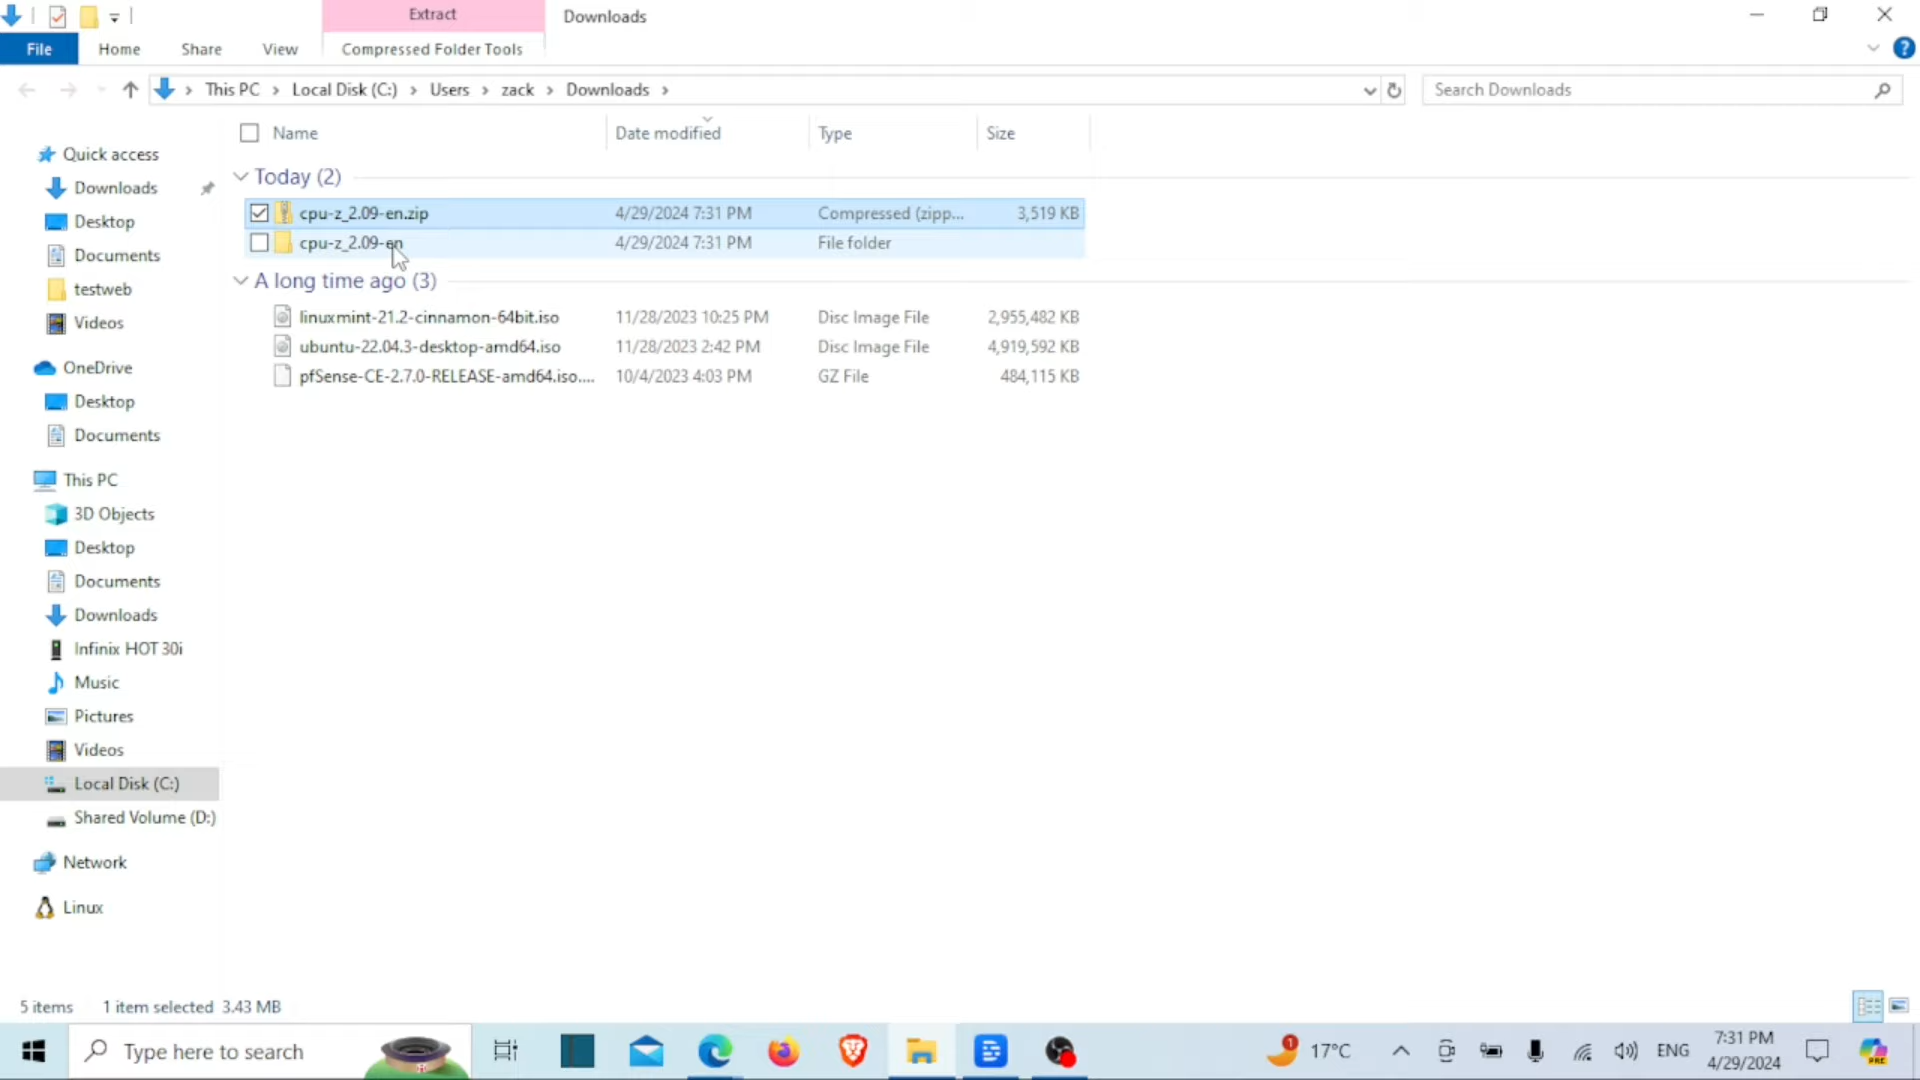 Extract
Downloads
File
Home
Share
View
Compressed Folder Tools
?
This PC
Local Disk (C:)
Users
zack
Downloads
Search Downloads
Name
Date modified
Type
Size
Quick access
Downloads
Desktop
Documents
testweb
Videos
OneDrive
Desktop
Documents
This PC
3D Objects
Desktop
Documents
Downloads
Infinix HOT 30i
Music
Pictures
Videos
Local Disk (C:)
Shared Volume (D:)
Network
Linux
Today (2)
cpu-z_2.09-en.zip 4/29/2024 7:31 PM Compressed (zipp... 3,519 KB
cpu-z_2.09-en 4/29/2024 7:31 PM File folder
A long time ago (3)
linuxmint-21.2-cinnamon-64bit.iso 11/28/2023 10:25 PM Disc Image File 2,955,482 KB
ubuntu-22.04.3-desktop-amd64.iso 11/28/2023 2:42 PM Disc Image File 4,919,592 KB
pfSense-CE-2.7.0-RELEASE-amd64.iso.... 10/4/2023 4:03 PM GZ File 484,115 KB
5 items 1 item selected 3.43 MB
Type here to search
1
17°C
ENG
7:31 PM
4/29/2024
PRE